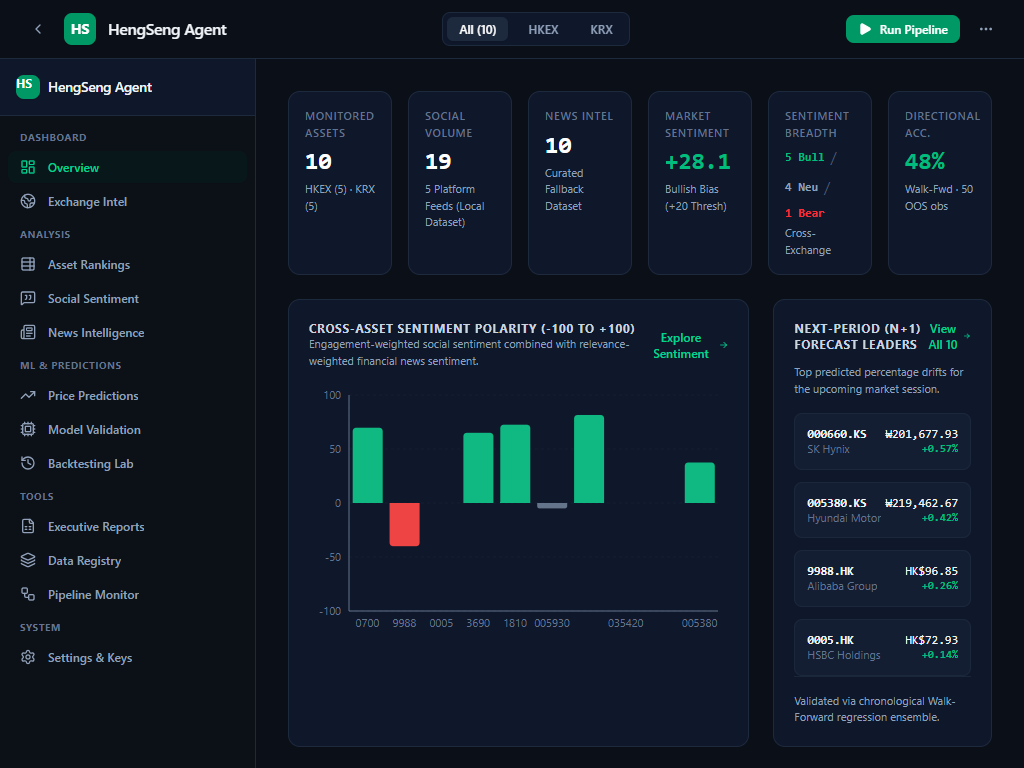 HS HengSeng Agent
All (10) HKEX KRX
Run Pipeline
HS HengSeng Agent
DASHBOARD
Overview
Exchange Intel
ANALYSIS
Asset Rankings
Social Sentiment
News Intelligence
ML & PREDICTIONS
Price Predictions
Model Validation
Backtesting Lab
TOOLS
Executive Reports
Data Registry
Pipeline Monitor
SYSTEM
Settings & Keys
MONITORED
ASSETS
10
HKEX (5) · KRX
(5)
SOCIAL
VOLUME
19
5 Platform
Feeds (Local
Dataset)
NEWS INTEL
10
Curated
Fallback
Dataset
MARKET
SENTIMENT
+28.1
Bullish Bias
(+20 Thresh)
SENTIMENT
BREADTH
5 Bull /
4 Neu /
1 Bear
Cross-
Exchange
DIRECTIONAL
ACC.
48%
Walk-Fwd · 50
OOS obs
CROSS-ASSET SENTIMENT POLARITY (-100 TO +100)
Engagement-weighted social sentiment combined with relevance-
weighted financial news sentiment.
Explore
Sentiment →
100
50
0
-50
-100
0700 9988 0005 3690 1810 005930 035420 005380
NEXT-PERIOD (N+1)
FORECAST LEADERS
View
All 10 →
Top predicted percentage drifts for
the upcoming market session.
000660.KS ₩201,677.93
SK Hynix +0.57%
005380.KS ₩219,462.67
Hyundai Motor +0.42%
9988.HK HK$96.85
Alibaba Group +0.26%
0005.HK HK$72.93
HSBC Holdings +0.14%
Validated via chronological Walk-
Forward regression ensemble.